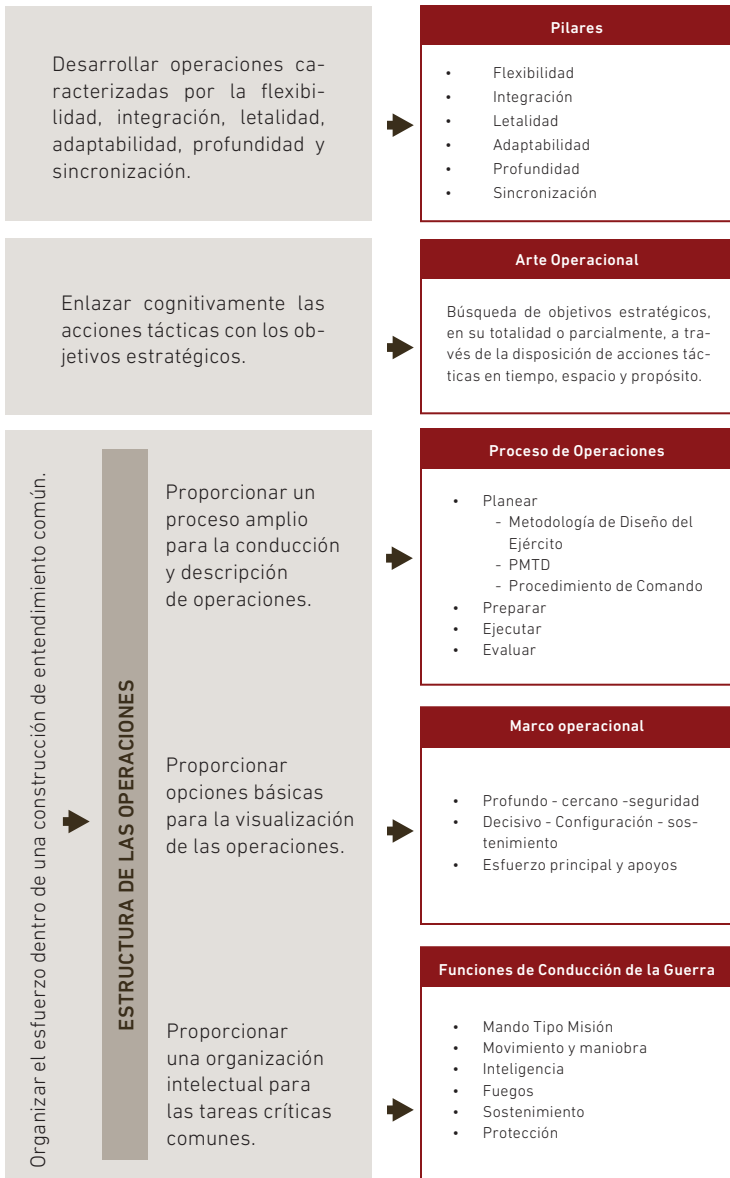 Desarrollar operaciones ca-
racterizadas por la flexibi-
lidad, integración, letalidad,
adaptabilidad, profundidad y
sincronización.
Pilares
• Flexibilidad
• Integración
• Letalidad
• Adaptabilidad
• Profundidad
• Sincronización
Enlazar cognitivamente las
acciones tácticas con los ob-
jetivos estratégicos.
Arte Operacional
Búsqueda de objetivos estratégicos,
en su totalidad o parcialmente, a tra-
vés de la disposición de acciones tác-
ticas en tiempo, espacio y propósito.
Organizar el esfuerzo dentro de una construcción de entendimiento común.
ESTRUCTURA DE LAS OPERACIONES
Proporcionar un
proceso amplio
para la conducción
y descripción
de operaciones.
Proceso de Operaciones
• Planear
- Metodología de Diseño del
Ejército
- PMTD
- Procedimiento de Comando
• Preparar
• Ejecutar
• Evaluar
Proporcionar
opciones básicas
para la visualización
de las operaciones.
Marco operacional
• Profundo - cercano -seguridad
• Decisivo - Configuración - sos-
tenimiento
• Esfuerzo principal y apoyos
Proporcionar
una organización
intelectual para
las tareas críticas
comunes.
Funciones de Conducción de la Guerra
• Mando Tipo Misión
• Movimiento y maniobra
• Inteligencia
• Fuegos
• Sostenimiento
• Protección